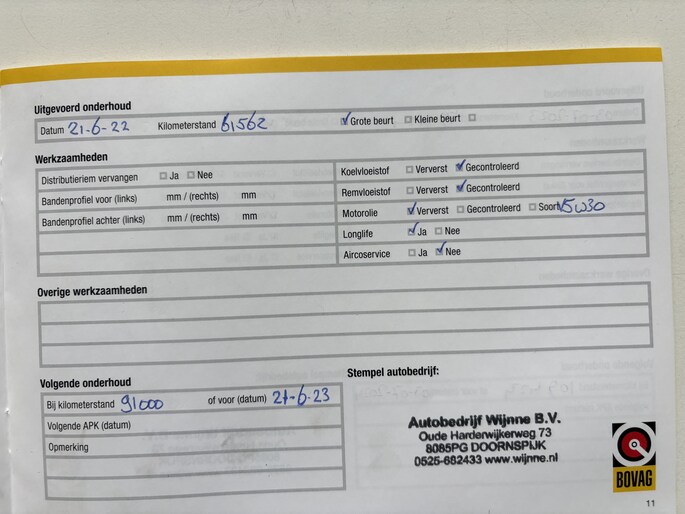 Uitgevoerd onderhoud
Datum 21-6-22 Kilometerstand 61.562 Grote beurt Kleine beurt
Werkzaamheden
Distributieriem vervangen Ja Nee
Bandenprofiel voor (links) mm / (rechts) mm
Bandenprofiel achter (links) mm / (rechts) mm
Koelvloeistof Ververst Gecontroleerd
Remvloeistof Ververst Gecontroleerd
Motorolie Ververst Gecontroleerd Soort 5W30
Longlife Ja Nee
Aircoservice Ja Nee
Overige werkzaamheden
Volgende onderhoud
Bij kilometerstand 91000 of voor (datum) 21-6-23
Volgende APK (datum)
Opmerking
Stempel autobedrijf:
Autobedrijf Wijnne B.V.
Oude Harderwijkerweg 73
8085PG DOORNSPIJK
0525-682433 www.wijnne.nl
BOVAG
11